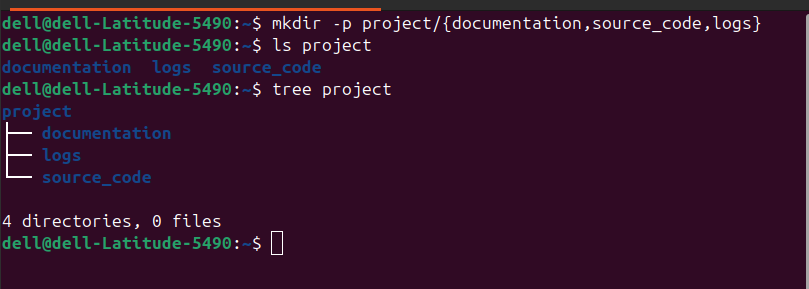 dell@dell-Latitude-5490:~$ mkdir -p project/{documentation,source_code,logs}
dell@dell-Latitude-5490:~$ ls project
documentation  logs  source_code
dell@dell-Latitude-5490:~$ tree project
project
├── documentation
├── logs
└── source_code

4 directories, 0 files
dell@dell-Latitude-5490:~$